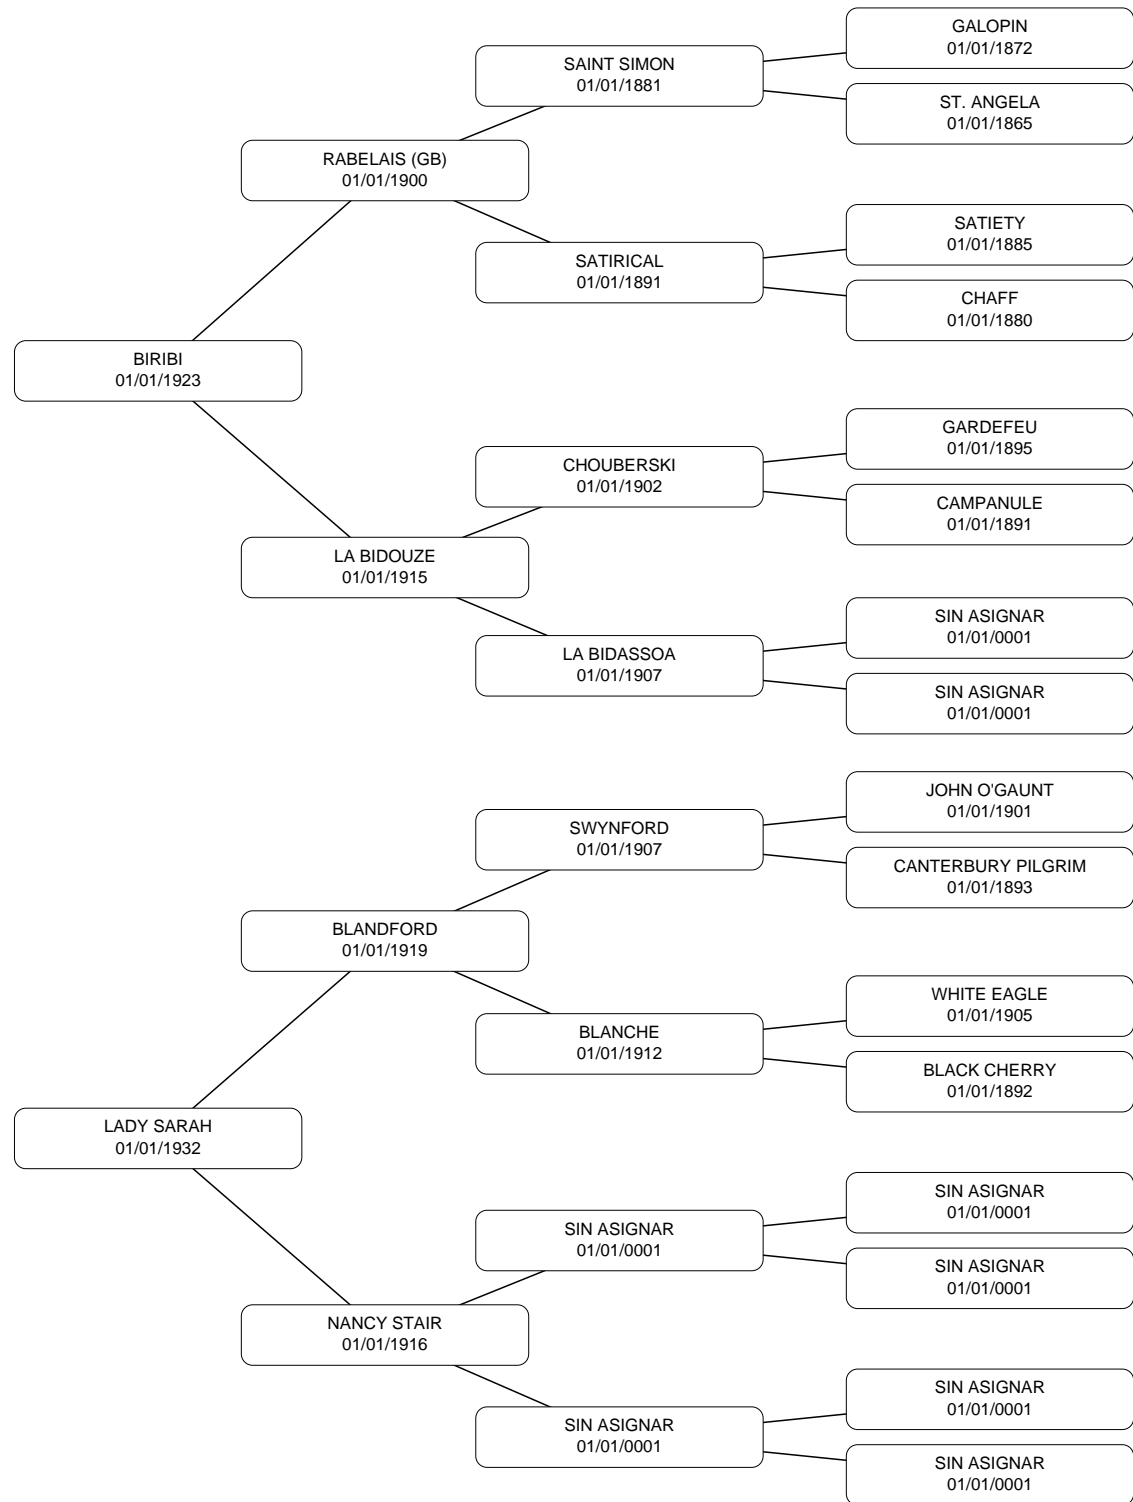 GALOPIN
01/01/1872
SAINT SIMON
01/01/1881
ST. ANGELA
01/01/1865
RABELAIS (GB)
01/01/1900
SATIETY
01/01/1885
SATIRICAL
01/01/1891
CHAFF
01/01/1880
BIRIBI
01/01/1923
GARDEFEU
01/01/1895
CHOUBERSKI
01/01/1902
CAMPANULE
01/01/1891
LA BIDOUZE
01/01/1915
SIN ASIGNAR
01/01/0001
LA BIDASSOA
01/01/1907
SIN ASIGNAR
01/01/0001
JOHN O'GAUNT
01/01/1901
SWYNFORD
01/01/1907
CANTERBURY PILGRIM
01/01/1893
BLANDFORD
01/01/1919
WHITE EAGLE
01/01/1905
BLANCHE
01/01/1912
BLACK CHERRY
01/01/1892
LADY SARAH
01/01/1932
SIN ASIGNAR
01/01/0001
SIN ASIGNAR
01/01/0001
SIN ASIGNAR
01/01/0001
NANCY STAIR
01/01/1916
SIN ASIGNAR
01/01/0001
SIN ASIGNAR
01/01/0001
SIN ASIGNAR
01/01/0001